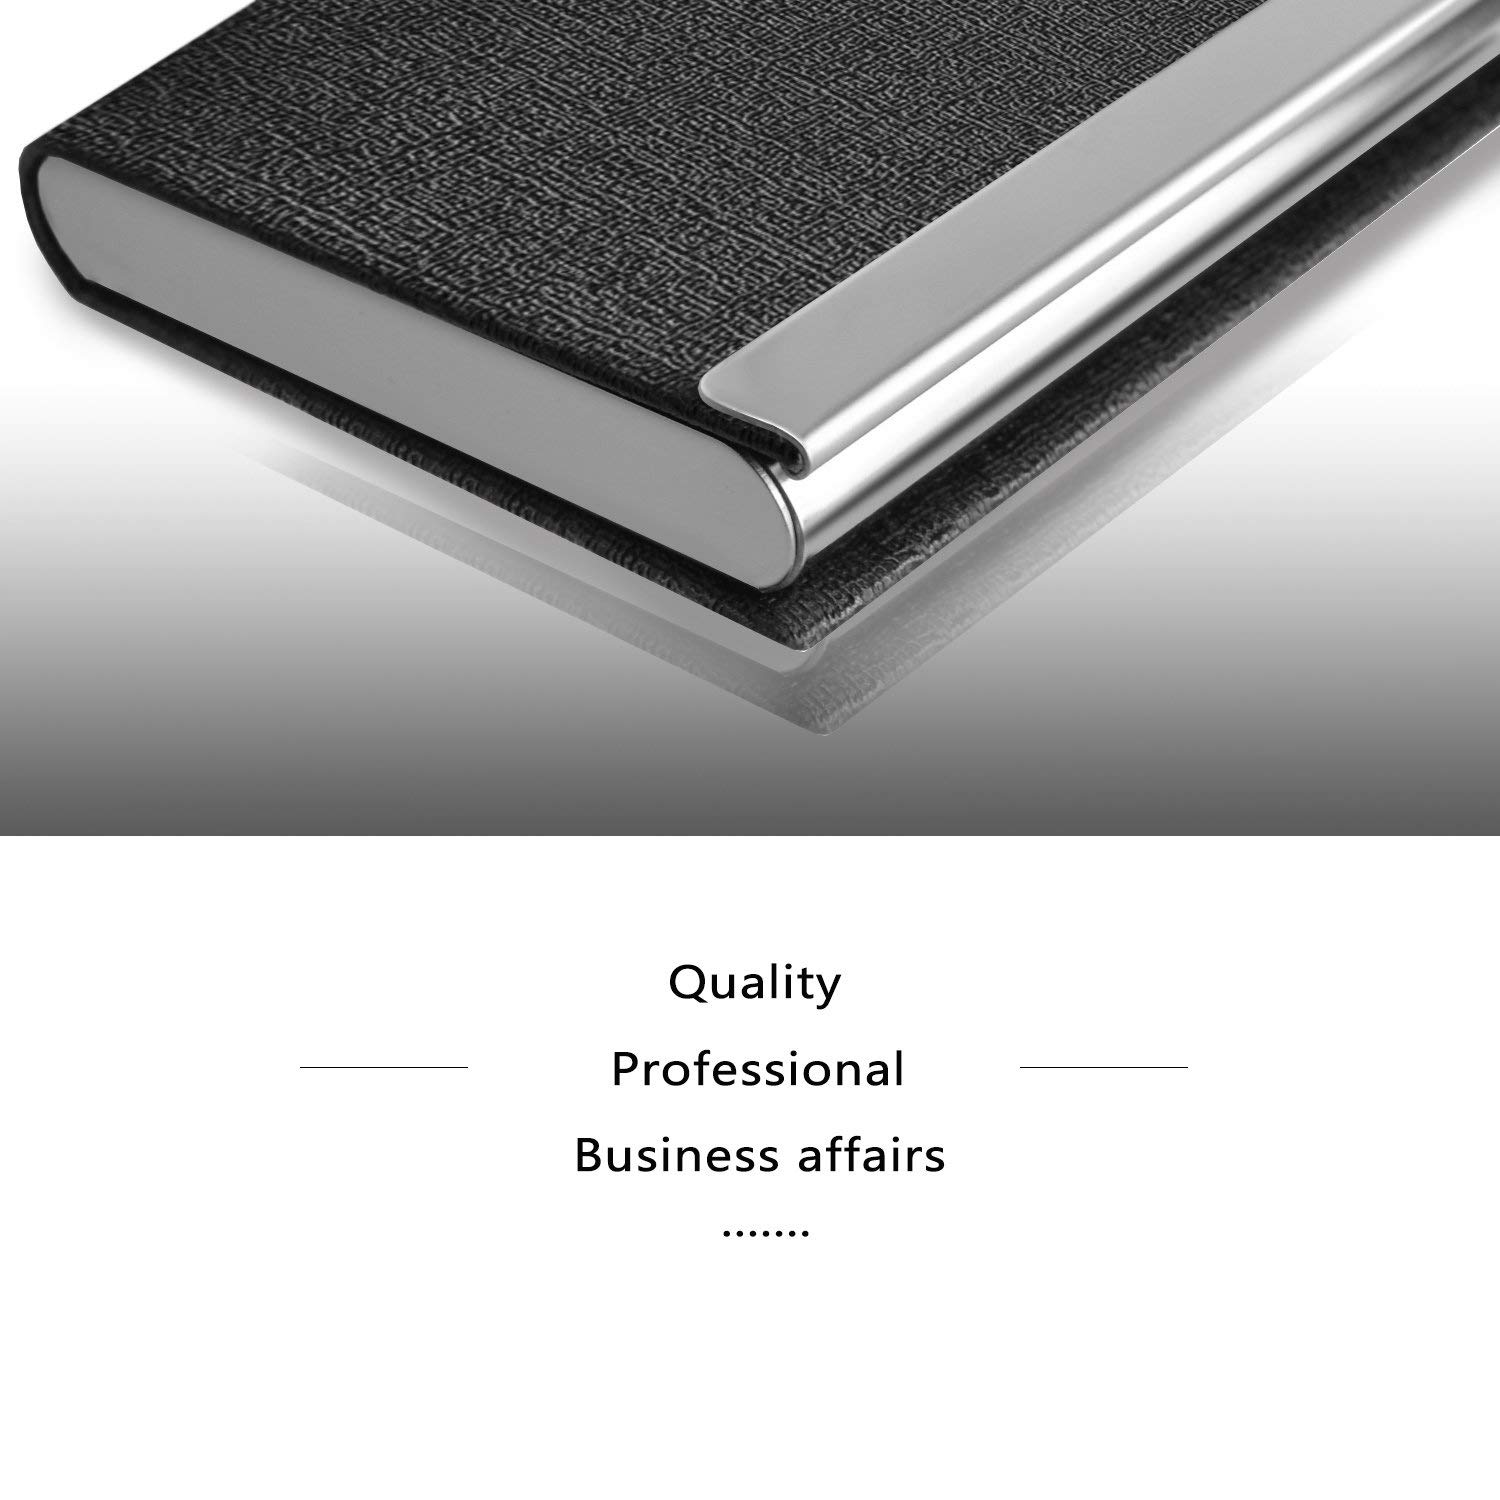 Quality
Professional
Business affairs
.......